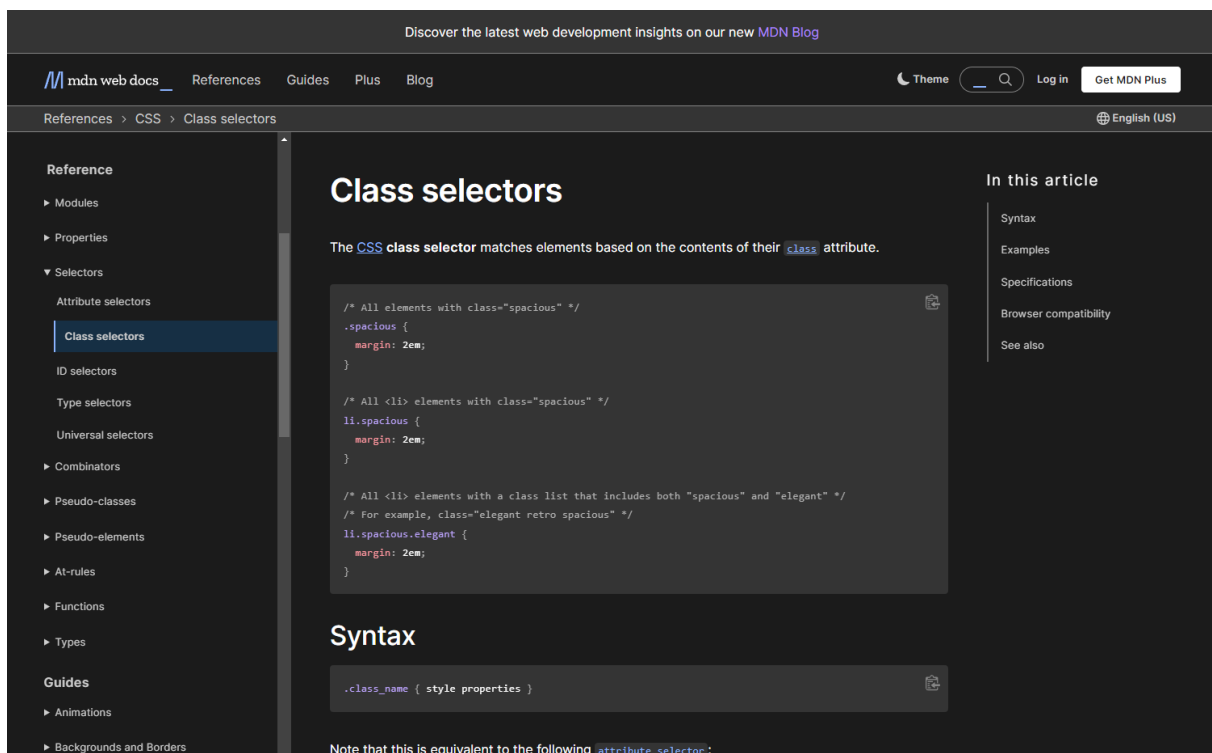 Discover the latest web development insights on our new MDN Blog
mdn web docs_
References
Guides
Plus
Blog
Theme
_
Log in
Get MDN Plus
References > CSS > Class selectors
English (US)
Reference
▶ Modules
▶ Properties
▼ Selectors
Attribute selectors
Class selectors
ID selectors
Type selectors
Universal selectors
▶ Combinators
▶ Pseudo-classes
▶ Pseudo-elements
▶ At-rules
▶ Functions
▶ Types
Guides
▶ Animations
▶ Backgrounds and Borders
Class selectors
The CSS class selector matches elements based on the contents of their class attribute.
/* All elements with class="spacious" */
.spacious {
  margin: 2em;
}
/* All <li> elements with class="spacious" */
li.spacious {
  margin: 2em;
}
/* All <li> elements with a class list that includes both "spacious" and "elegant" */
/* For example, class="elegant retro spacious" */
li.spacious.elegant {
  margin: 2em;
}
Syntax
.class_name { style properties }
Note that this is equivalent to the following attribute selector:
In this article
Syntax
Examples
Specifications
Browser compatibility
See also